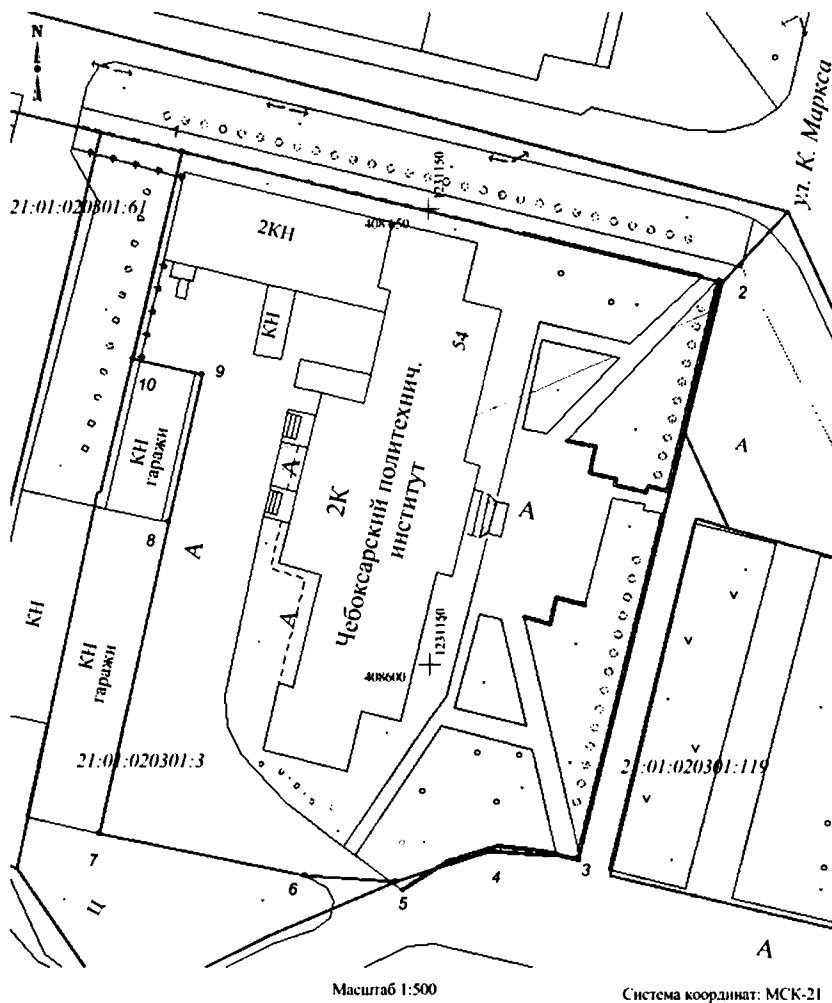 N
ул. К. Маркса
21:01:020301:61
2КН
1231150
408650
2
54
КН
9
10
КН
гаражи
А
2К
Чебоксарский политехнич.
институт
А
А
8
А
КН
КН
гаражи
А
1231150
408600
21:01:020301:3
21:01:020301:119
7
6
5
4
3
Ц
А
Масштаб 1:500
Система координат: МСК-21